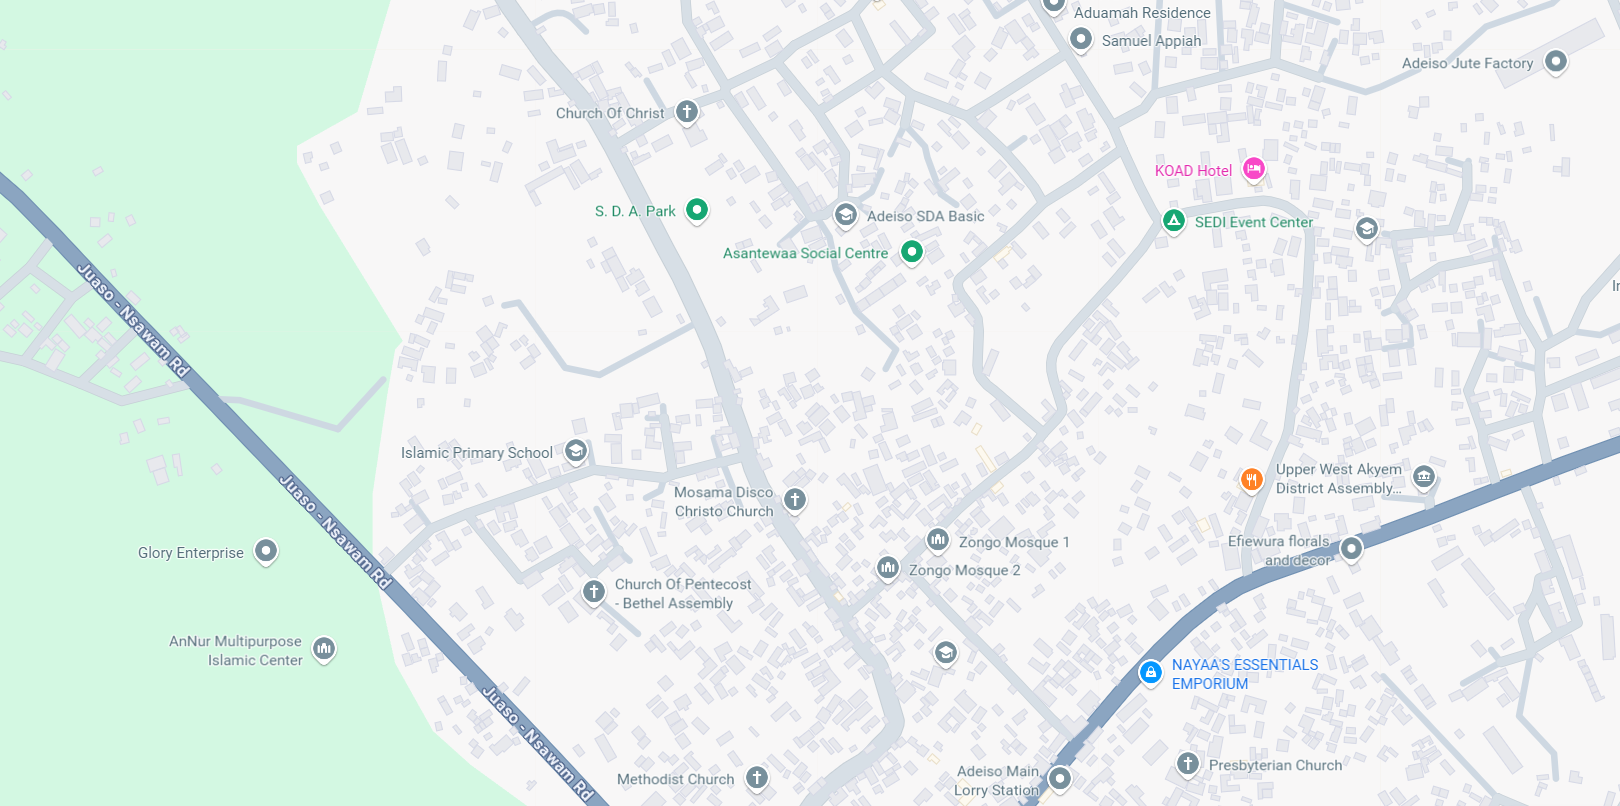 Aduamah Residence
Samuel Appiah
Adeiso Jute Factory
Church Of Christ
KOAD Hotel
S. D. A. Park
Adeiso SDA Basic
SEDI Event Center
Asantewaa Social Centre
Juaso - Nsawam Rd
Islamic Primary School
Upper West Akyem
District Assembly...
Mosama Disco
Christo Church
Juaso - Nsawam Rd
Glory Enterprise
Zongo Mosque 1
Efiewura florals
and decor
Zongo Mosque 2
Church Of Pentecost
- Bethel Assembly
AnNur Multipurpose
Islamic Center
NAYAA'S ESSENTIALS
EMPORIUM
Juaso - Nsawam Rd
Methodist Church
Adeiso Main
Lorry Station
Presbyterian Church